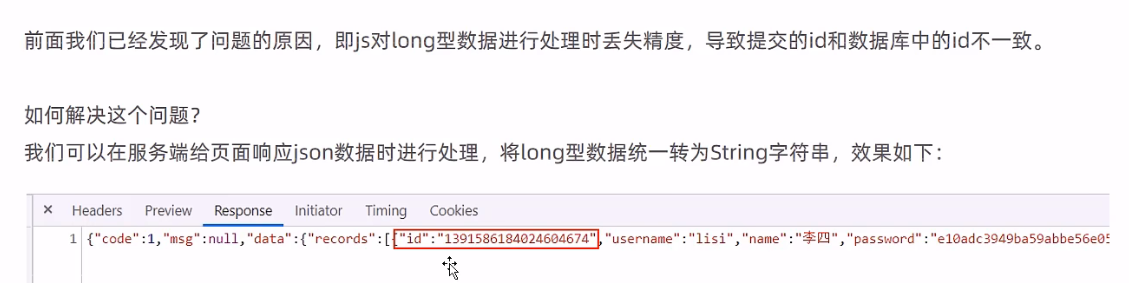 前面我们已经发现了问题的原因，即js对long型数据进行处理时丢失精度，导致提交的id和数据库中的id不一致。
如何解决这个问题？
我们可以在服务端给页面响应json数据时进行处理，将long型数据统一转为String字符串，效果如下：
× Headers Preview Response Initiator Timing Cookies
1 {"code":1,"msg":null,"data":{"records":[{"id":"1391586184024604674","username":"lisi","name":"李四","password":"e10adc3949ba59abbe56e05